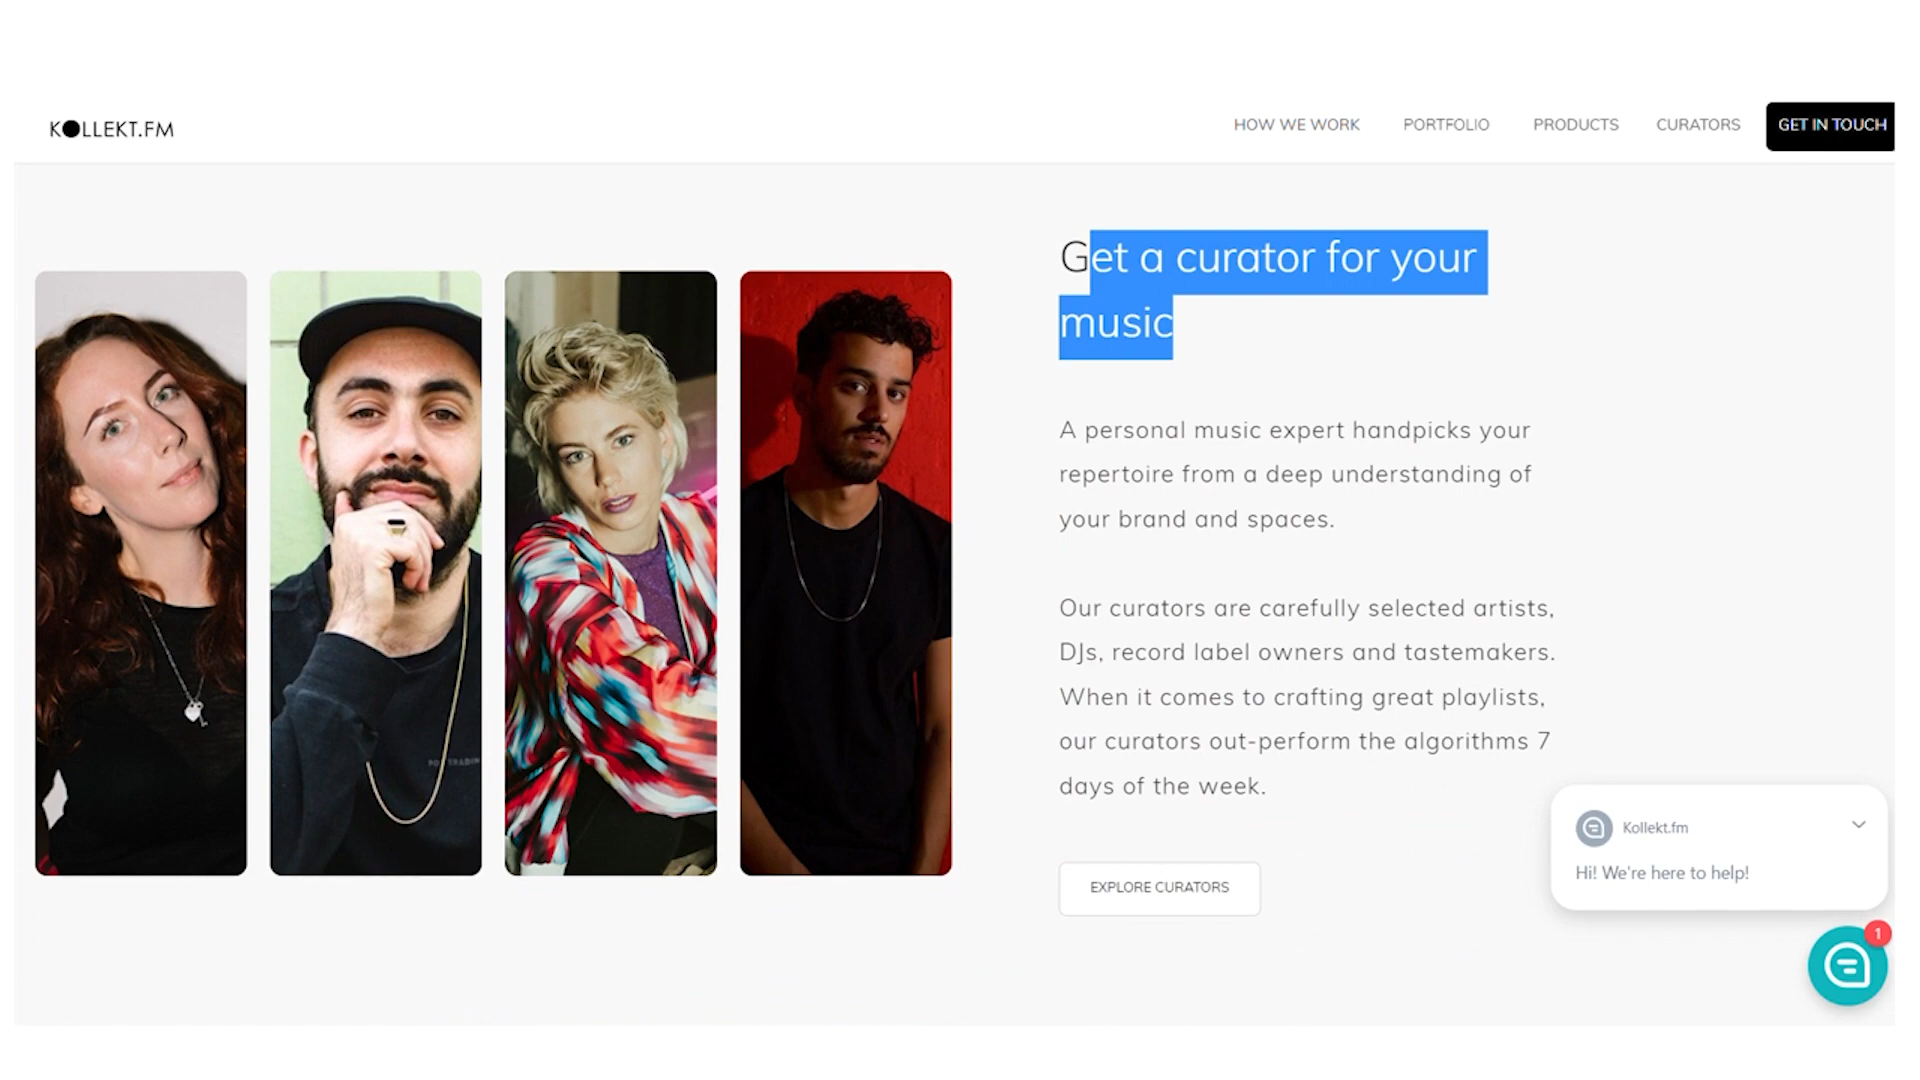 KOLLEKT.FM
HOW WE WORK
PORTFOLIO
PRODUCTS
CURATORS
GET IN TOUCH
Get a curator for your
music
A personal music expert handpicks your
repertoire from a deep understanding of
your brand and spaces.
Our curators are carefully selected artists,
DJs, record label owners and tastemakers.
When it comes to crafting great playlists,
our curators out-perform the algorithms 7
days of the week.
EXPLORE CURATORS
Kollekt.fm
Hi! We're here to help!
1